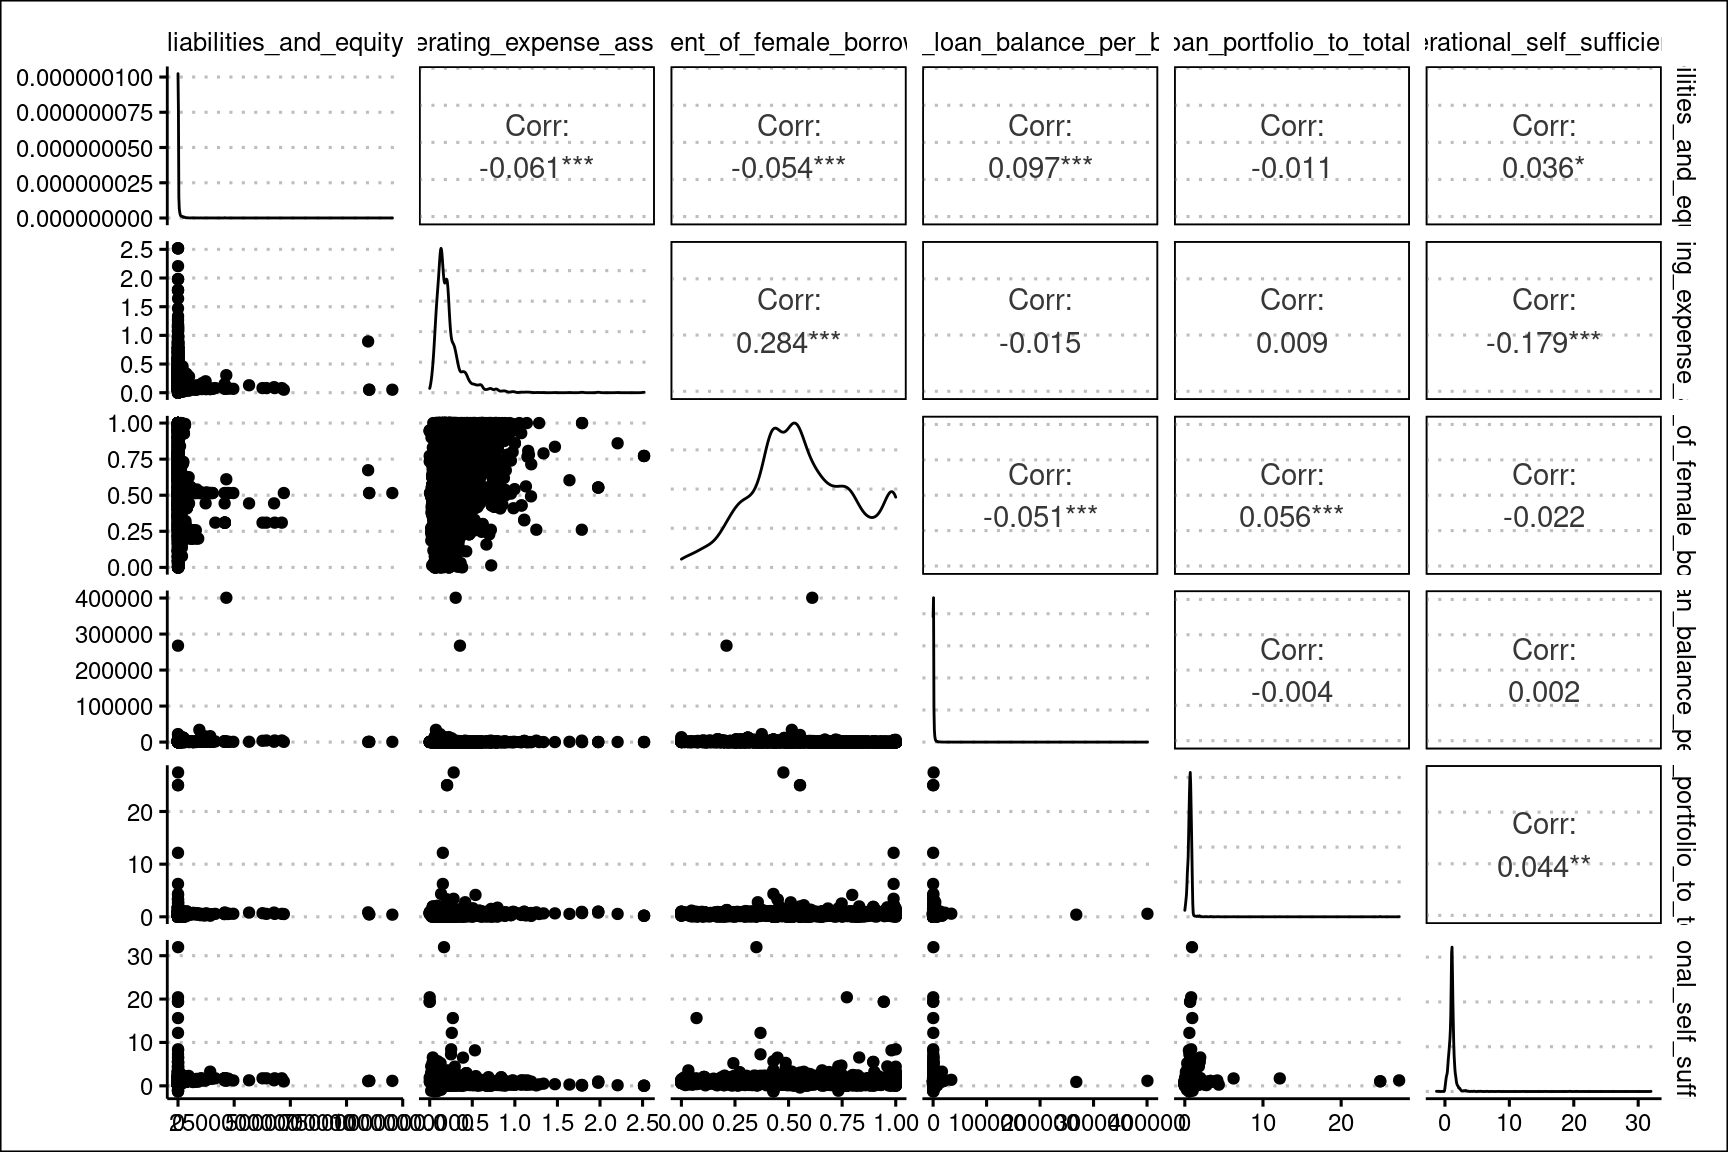 liabilities_and_equity erating_expense_ass ent_of_female_borro _loan_balance_per_b oan_portfolio_to_total erational_self_sufficie
0.000000100
0.000000075
0.000000050
0.000000025
0.000000000
Corr:
-0.061***
Corr:
-0.054***
Corr:
0.097***
Corr:
-0.011
Corr:
0.036*
ilities_and_eq
2.5
2.0
1.5
1.0
0.5
0.0
Corr:
0.284***
Corr:
-0.015
Corr:
0.009
Corr:
-0.179***
ing_expense_
1.00
0.75
0.50
0.25
0.00
Corr:
-0.051***
Corr:
0.056***
Corr:
-0.022
_of_female_bo
400000
300000
200000
100000
0
Corr:
-0.004
Corr:
0.002
an_balance_pe
20
10
0
Corr:
0.044**
_portfolio_to_t
30
20
10
0
onal_self_suff
0.5 1.0 1.5 2.0 2.5
0.25 0.50 0.75 1.00
0 100000 200000 300000 400000
0 10 20
0 10 20 30